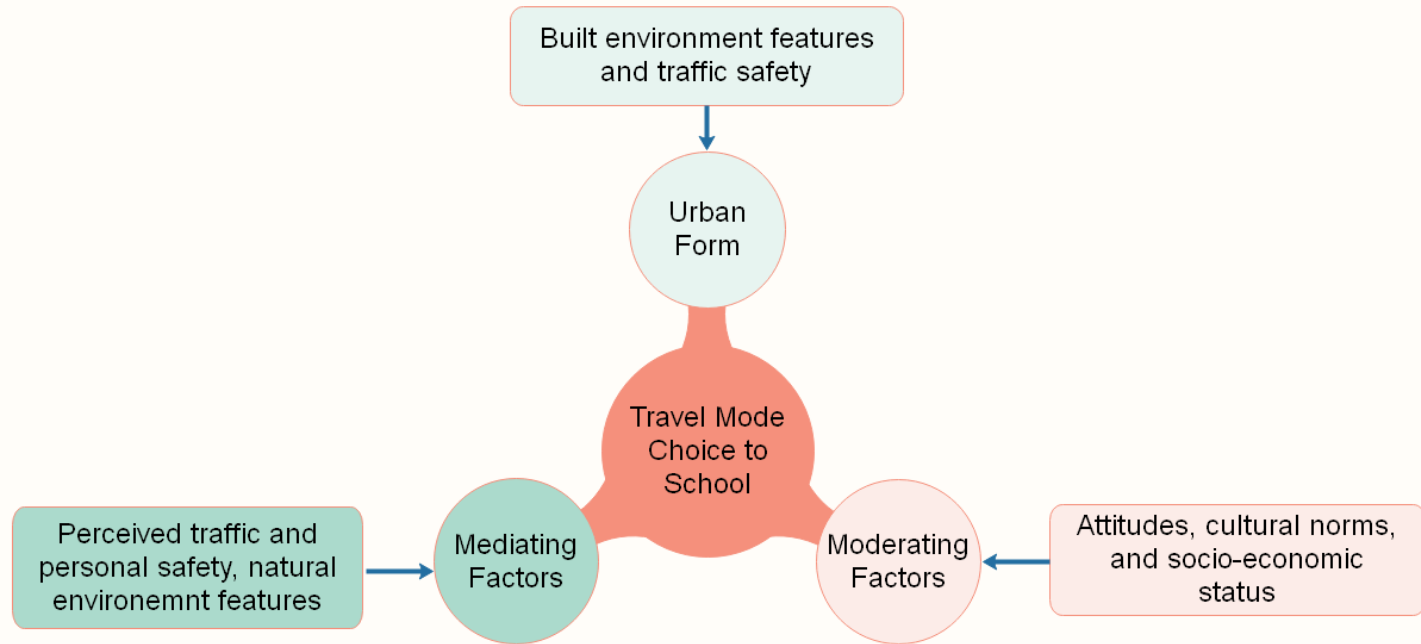 Built environment features
and traffic safety
Urban
Form
Travel Mode
Choice to
School
Perceived traffic and
personal safety, natural
environemnt features
Mediating
Factors
Moderating
Factors
Attitudes, cultural norms,
and socio-economic
status